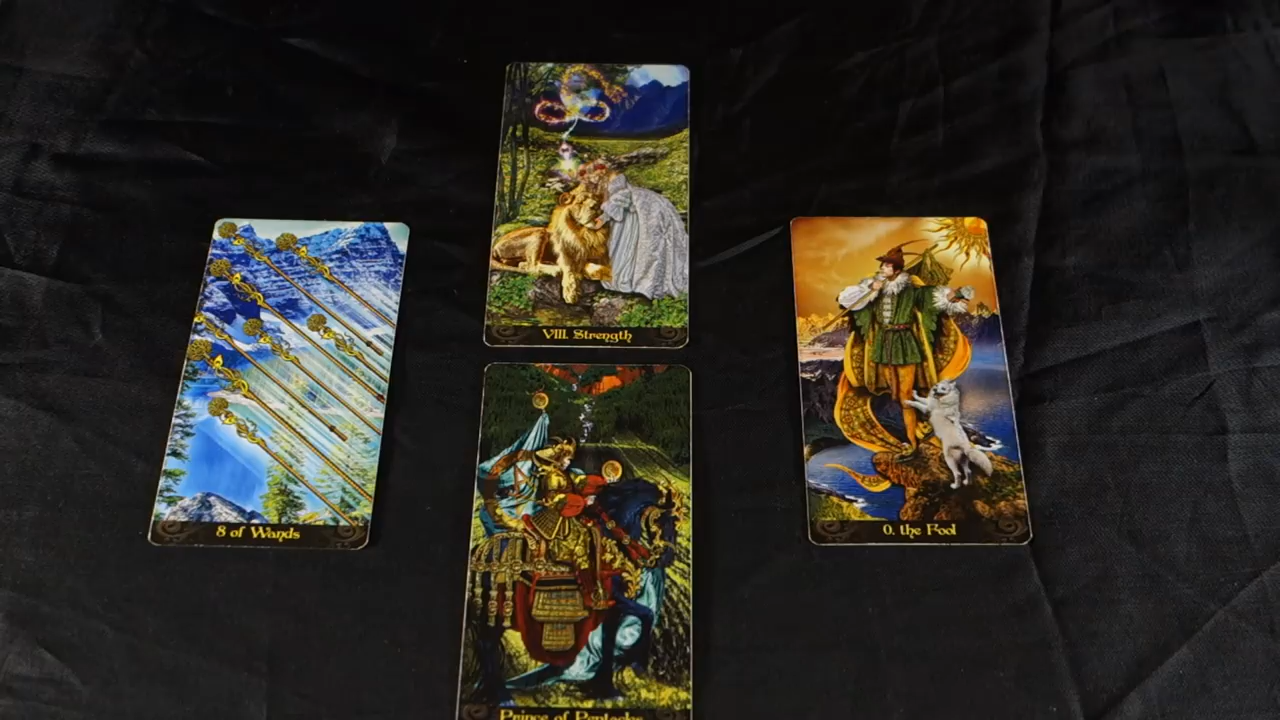 VIII. Strength
8 of Wands
0. the Fool
Prince of Pentacles